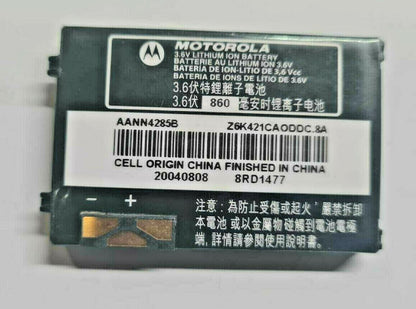 MOTOROLA
3.6V LITHIUM ION BATTERY
BATTERIE AU LITHIUM ION 3.6V
BATERIA DE ION-LITIO DE 3,6 Vcc
BATERIA DE IONS DE LITIO 3.6V
3.6伏特鋰離子電池
3.6伏 860 毫安时锂离子电池
AANN4285B Z6K421CAODDC.8A
CELL ORIGIN CHINA FINISHED IN CHINA
20040808 8RD1477
− +
注意:為防止受傷或起火,嚴禁拆卸
本電池 或以金屬物 碰觸到電池電極
端,詳情請參閱使用說明書。